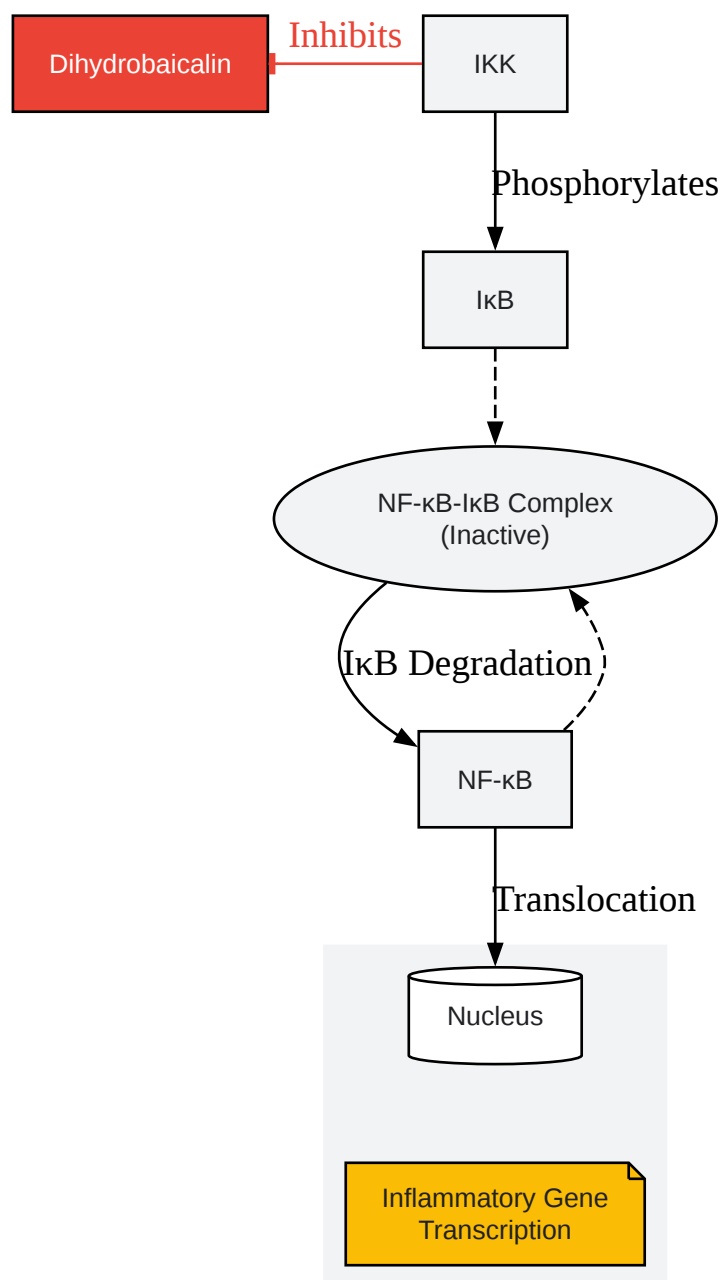 Dihydrobaicalin
Inhibits
IKK
Phosphorylates
IκB
NF-κB-IκB Complex
(Inactive)
IκB Degradation
NF-κB
Translocation
Nucleus
Inflammatory Gene
Transcription